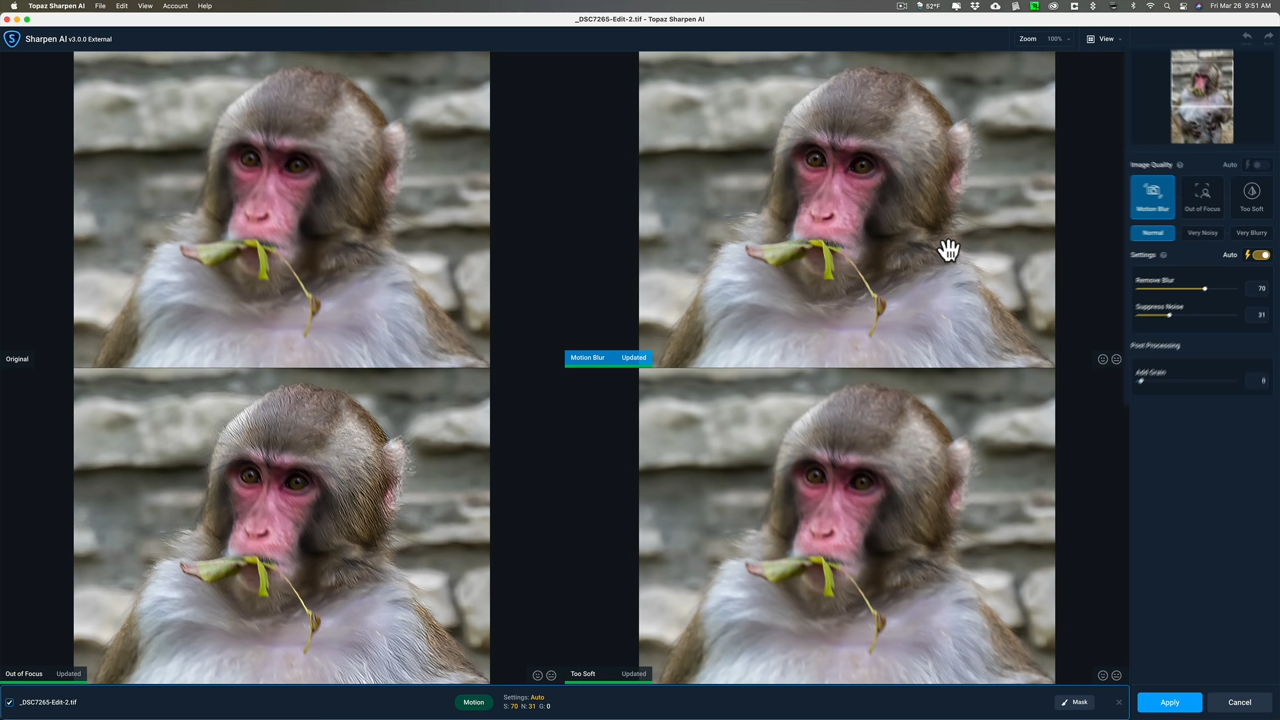 Topaz Sharpen AI File Edit View Account Help 52°F Fri Mar 26 9:51 AM
_DSC7265-Edit-2.tif - Topaz Sharpen AI
S Sharpen AI v3.0.0 External Zoom 100% View
Image Quality Auto
Motion Blur Out of Focus Too Soft
Normal Very Noisy Very Blurry
Settings: Auto
Remove Blur 70
Suppress Noise 31
Post Processing
Add Grain 0
Original Motion Blur Updated
Out of Focus Updated Too Soft Updated
_DSC7265-Edit-2.tif Motion Settings: Auto Mask Apply Cancel
S: 70 N: 31 G: 0